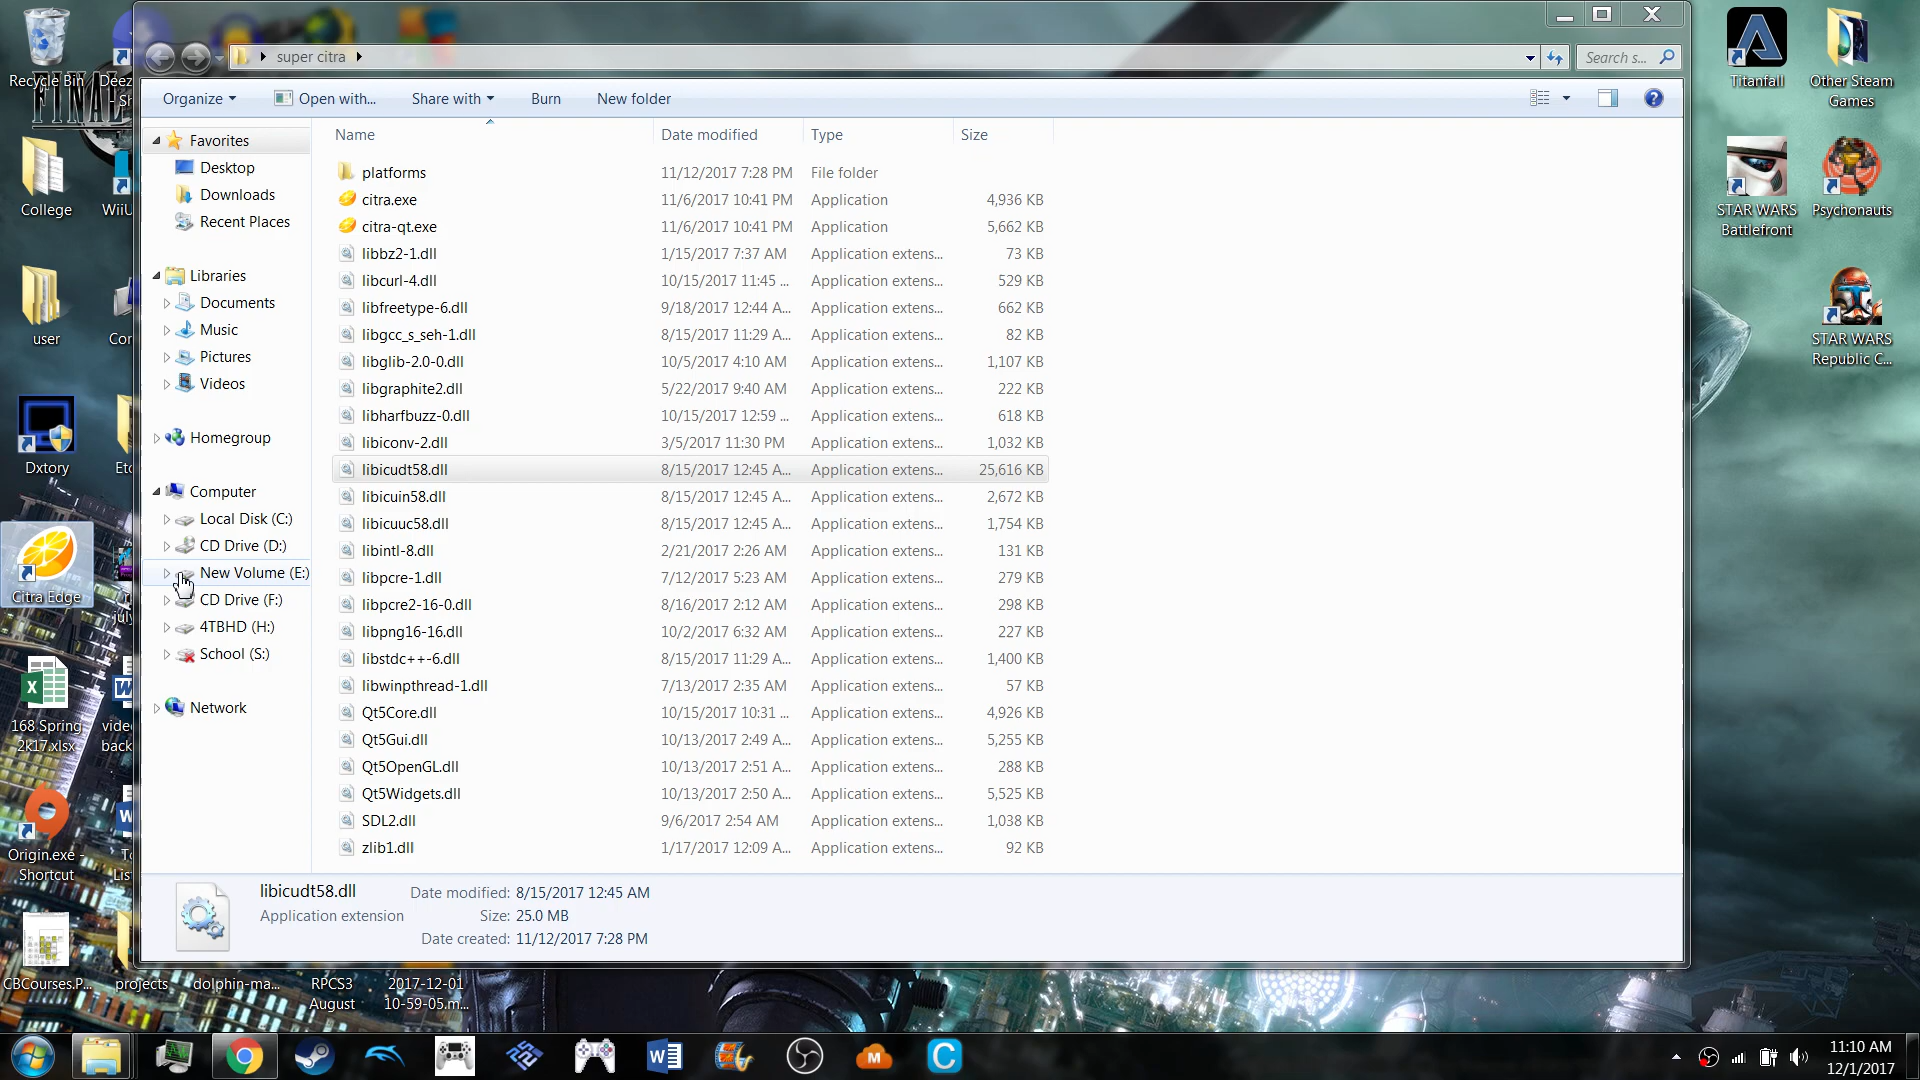 super citra
Search s...
Organize
Open with...
Share with
Burn
New folder
Name
Date modified
Type
Size
Favorites
Desktop
Downloads
Recent Places
Libraries
Documents
Music
Pictures
Videos
Homegroup
Computer
Local Disk (C:)
CD Drive (D:)
New Volume (E:)
CD Drive (F:)
4TBHD (H:)
School (S:)
Network
platforms 11/12/2017 7:28 PM File folder
citra.exe 11/6/2017 10:41 PM Application 4,936 KB
citra-qt.exe 11/6/2017 10:41 PM Application 5,662 KB
libbz2-1.dll 1/15/2017 7:37 AM Application extens... 73 KB
libcurl-4.dll 10/15/2017 11:45 ... Application extens... 529 KB
libfreetype-6.dll 9/18/2017 12:44 A... Application extens... 662 KB
libgcc_s_seh-1.dll 8/15/2017 11:29 A... Application extens... 82 KB
libglib-2.0-0.dll 10/5/2017 4:10 AM Application extens... 1,107 KB
libgraphite2.dll 5/22/2017 9:40 AM Application extens... 222 KB
libharfbuzz-0.dll 10/15/2017 12:59 ... Application extens... 618 KB
libiconv-2.dll 3/5/2017 11:30 PM Application extens... 1,032 KB
libicudt58.dll 8/15/2017 12:45 A... Application extens... 25,616 KB
libicuin58.dll 8/15/2017 12:45 A... Application extens... 2,672 KB
libicuuc58.dll 8/15/2017 12:45 A... Application extens... 1,754 KB
libintl-8.dll 2/21/2017 2:26 AM Application extens... 131 KB
libpcre-1.dll 7/12/2017 5:23 AM Application extens... 279 KB
libpcre2-16-0.dll 8/16/2017 2:12 AM Application extens... 298 KB
libpng16-16.dll 10/2/2017 6:32 AM Application extens... 227 KB
libstdc++-6.dll 8/15/2017 11:29 A... Application extens... 1,400 KB
libwinpthread-1.dll 7/13/2017 2:35 AM Application extens... 57 KB
Qt5Core.dll 10/15/2017 10:31 ... Application extens... 4,926 KB
Qt5Gui.dll 10/13/2017 2:49 A... Application extens... 5,255 KB
Qt5OpenGL.dll 10/13/2017 2:51 A... Application extens... 288 KB
Qt5Widgets.dll 10/13/2017 2:50 A... Application extens... 5,525 KB
SDL2.dll 9/6/2017 2:54 AM Application extens... 1,038 KB
zlib1.dll 1/17/2017 12:09 A... Application extens... 92 KB
libicudt58.dll Date modified: 8/15/2017 12:45 AM
Application extension Size: 25.0 MB
Date created: 11/12/2017 7:28 PM
Recycle Bin
Deez
- Sh
FINAL
College
WiiU
user
Cor
Dxtory
Citra Edge
july
168 Spring
2k17.xlsx
vide
back
Origin.exe -
Shortcut
To
List
CBCourses.P...
projects
dolphin-ma...
RPCS3
August
2017-12-01
10-59-05.m...
Titanfall
Other Steam
Games
STAR WARS
Battlefront
Psychonauts
STAR WARS
Republic C...
11:10 AM
12/1/2017